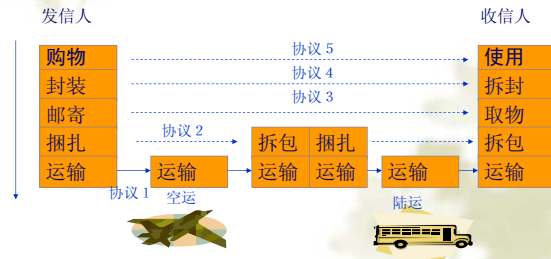 发信人 收信人
购物 协议 5 使用
封装 协议 4 拆封
邮寄 协议 3 取物
捆扎 协议 2 拆包 捆扎 拆包
运输 运输 运输 运输 运输 运输
协议 1 空运 陆运